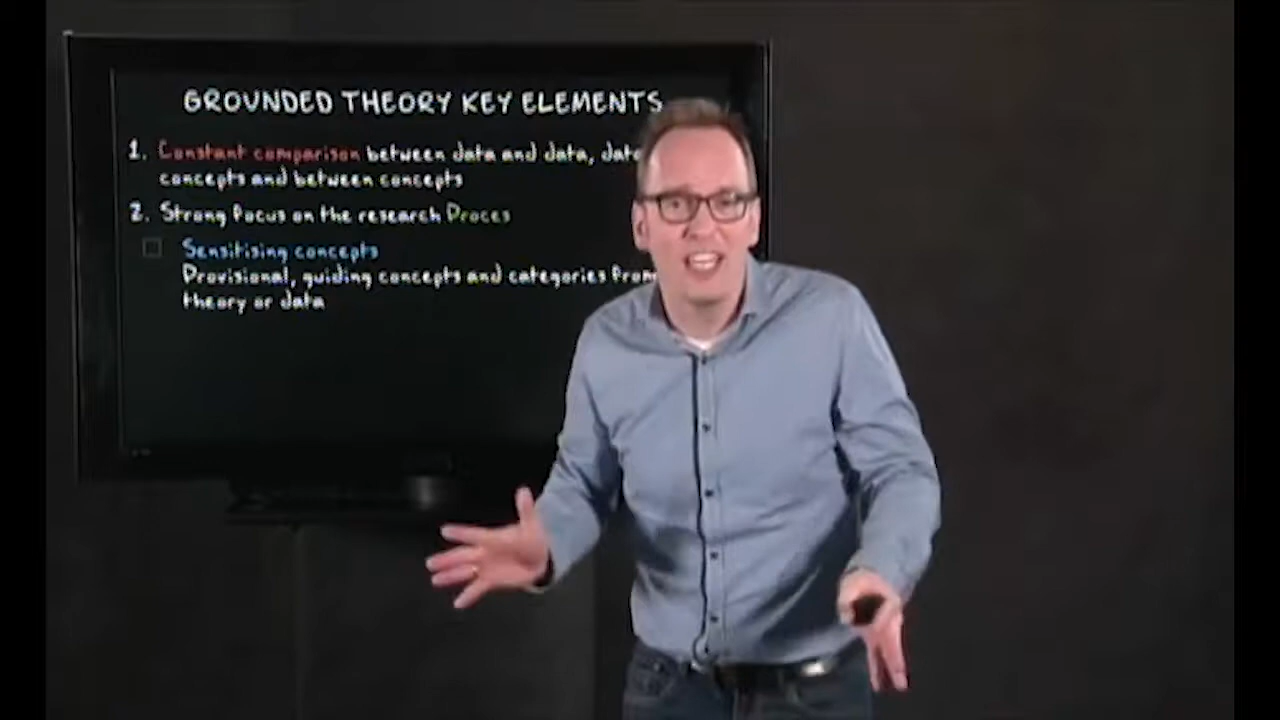 GROUNDED THEORY KEY ELEMENTS
1. Constant comparison between data and data,
concepts and between concepts
2. Strong focus on the research Proces
Sensitising concepts
Provisional, guiding concepts and categories from
theory or data